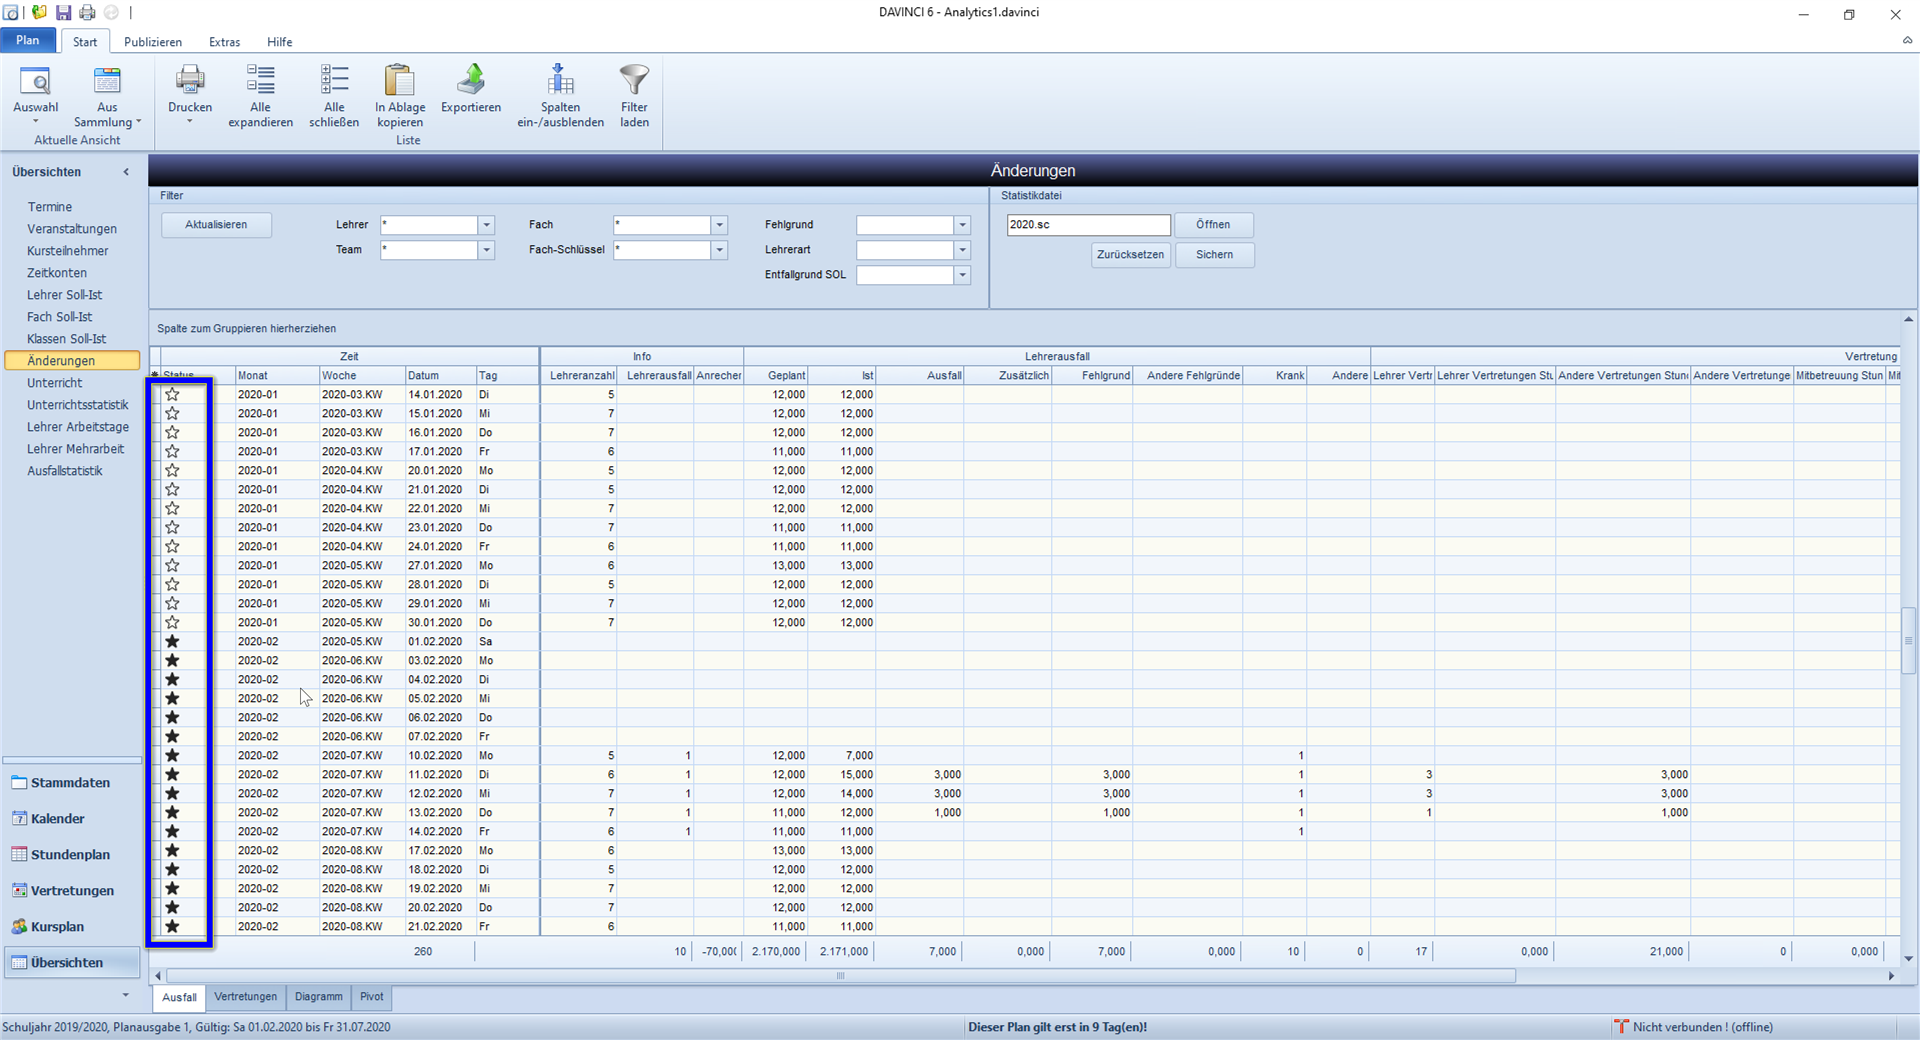 DAVINCI 6 - Analytics1.davinci
Plan Start Publizieren Extras Hilfe
Auswahl Aus Sammlung Drucken Alle expandieren Alle schließen In Ablage kopieren Exportieren Spalten ein-/ausblenden Filter laden
Aktuelle Ansicht Liste
Übersichten
Termine
Veranstaltungen
Kursteilnehmer
Zeitkonten
Lehrer Soll-Ist
Fach Soll-Ist
Klassen Soll-Ist
Änderungen
Unterricht
Unterrichtsstatistik
Lehrer Arbeitstage
Lehrer Mehrarbeit
Ausfallstatistik
Stammdaten
Kalender
Stundenplan
Vertretungen
Kursplan
Übersichten
Änderungen
Filter Statistikdatei
Aktualisieren Lehrer * Fach * Fehlgrund 2020.sc Öffnen
Team * Fach-Schlüssel * Lehrerart Zurücksetzen Sichern
Entfallgrund SOL
Spalte zum Gruppieren hierherziehen
Zeit Info Lehrerausfall Vertretung
Status Monat Woche Datum Tag Lehreranzahl Lehrerausfall Anrecher Geplant Ist Ausfall Zusätzlich Fehlgrund Andere Fehlgründe Krank Andere Lehrer Vertr Lehrer Vertretungen Stu Andere Vertretungen Stun Andere Vertretunge Mitbetreuung Stun Mit
2020-01 2020-03.KW 14.01.2020 Di 5 12,000 12,000
2020-01 2020-03.KW 15.01.2020 Mi 7 12,000 12,000
2020-01 2020-03.KW 16.01.2020 Do 7 12,000 12,000
2020-01 2020-03.KW 17.01.2020 Fr 6 11,000 11,000
2020-01 2020-04.KW 20.01.2020 Mo 5 12,000 12,000
2020-01 2020-04.KW 21.01.2020 Di 5 12,000 12,000
2020-01 2020-04.KW 22.01.2020 Mi 7 12,000 12,000
2020-01 2020-04.KW 23.01.2020 Do 7 11,000 11,000
2020-01 2020-04.KW 24.01.2020 Fr 6 11,000 11,000
2020-01 2020-05.KW 27.01.2020 Mo 6 13,000 13,000
2020-01 2020-05.KW 28.01.2020 Di 5 12,000 12,000
2020-01 2020-05.KW 29.01.2020 Mi 7 12,000 12,000
2020-01 2020-05.KW 30.01.2020 Do 7 12,000 12,000
2020-02 2020-05.KW 01.02.2020 Sa
2020-02 2020-06.KW 03.02.2020 Mo
2020-02 2020-06.KW 04.02.2020 Di
2020-02 2020-06.KW 05.02.2020 Mi
2020-02 2020-06.KW 06.02.2020 Do
2020-02 2020-06.KW 07.02.2020 Fr
2020-02 2020-07.KW 10.02.2020 Mo 5 1 12,000 7,000 1
2020-02 2020-07.KW 11.02.2020 Di 6 1 12,000 15,000 3,000 3,000 1 3 3,000
2020-02 2020-07.KW 12.02.2020 Mi 7 1 12,000 14,000 3,000 3,000 1 3 3,000
2020-02 2020-07.KW 13.02.2020 Do 7 1 11,000 12,000 1,000 1,000 1 1 1,000
2020-02 2020-07.KW 14.02.2020 Fr 6 1 11,000 11,000 1
2020-02 2020-08.KW 17.02.2020 Mo 6 13,000 13,000
2020-02 2020-08.KW 18.02.2020 Di 5 12,000 12,000
2020-02 2020-08.KW 19.02.2020 Mi 7 12,000 12,000
2020-02 2020-08.KW 20.02.2020 Do 7 12,000 12,000
2020-02 2020-08.KW 21.02.2020 Fr 6 11,000 11,000
260 10 -70,00( 2.170,000 2.171,000 7,000 0,000 7,000 0,000 10 0 17 0,000 21,000 0 0,000
Ausfall Vertretungen Diagramm Pivot
Schuljahr 2019/2020, Planausgabe 1, Gültig: Sa 01.02.2020 bis Fr 31.07.2020 Dieser Plan gilt erst in 9 Tag(en)! Nicht verbunden ! (offline)